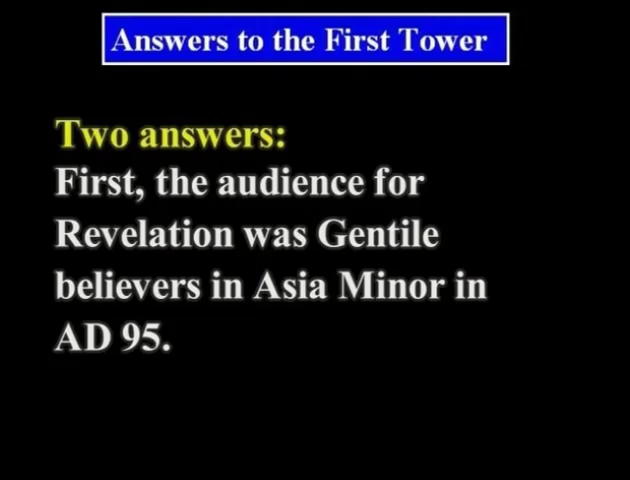 Answers to the First Tower
Two answers:
First, the audience for
Revelation was Gentile
believers in Asia Minor in
AD 95.